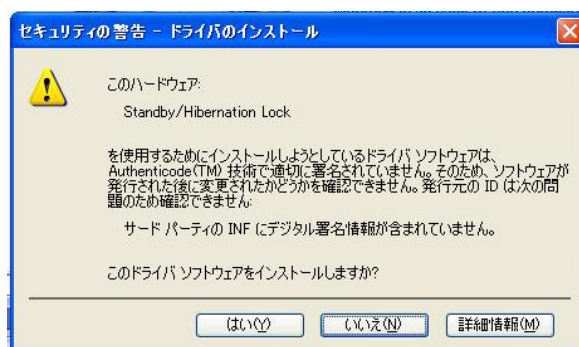 セキュリティの警告 - ドライバのインストール
このハードウェア:
Standby/Hibernation Lock
を使用するためにインストールしようとしているドライバ ソフトウェアは、
Authenticode(TM) 技術で適切に署名されていません。そのため、ソフトウェアが
発行された後に変更されたかどうかを確認できません。発行元の ID は次の問
題のため確認できません:
サード パーティの INF にデジタル署名情報が含まれていません。
このドライバ ソフトウェアをインストールしますか?
はい(Y)
いいえ(N)
詳細情報(M)